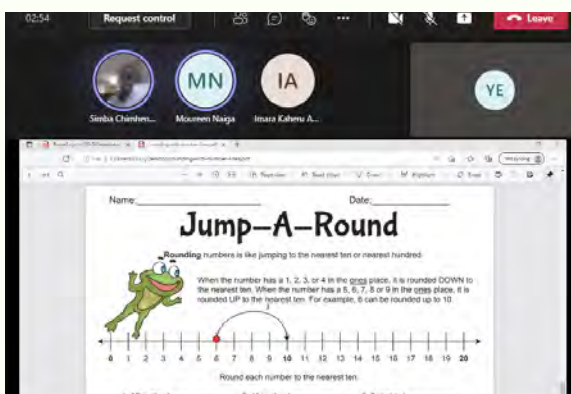 02:54 Request control Leave
MN IA YE
Simba Chimhen... Moureen Naiga Imara Kaheru A...
Name: Date:
Jump-A-Round
Rounding numbers is like jumping to the nearest ten or nearest hundred
When the number has a 1, 2, 3, or 4 in the ones place, it is rounded DOWN to
the nearest ten. When the number has a 5, 6, 7, 8 or 9 in the ones place, it is
rounded UP to the nearest ten. For example, 6 can be rounded up to 10.
0 1 2 3 4 5 6 7 8 9 10 11 12 13 14 15 16 17 18 19 20
Round each number to the nearest ten.